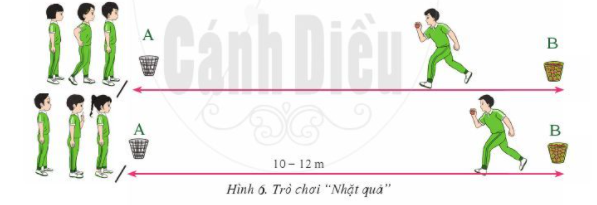 Cánh Diều
A
B
A
B
10 – 12 m
Hình 6. Trò chơi “Nhặt quả”